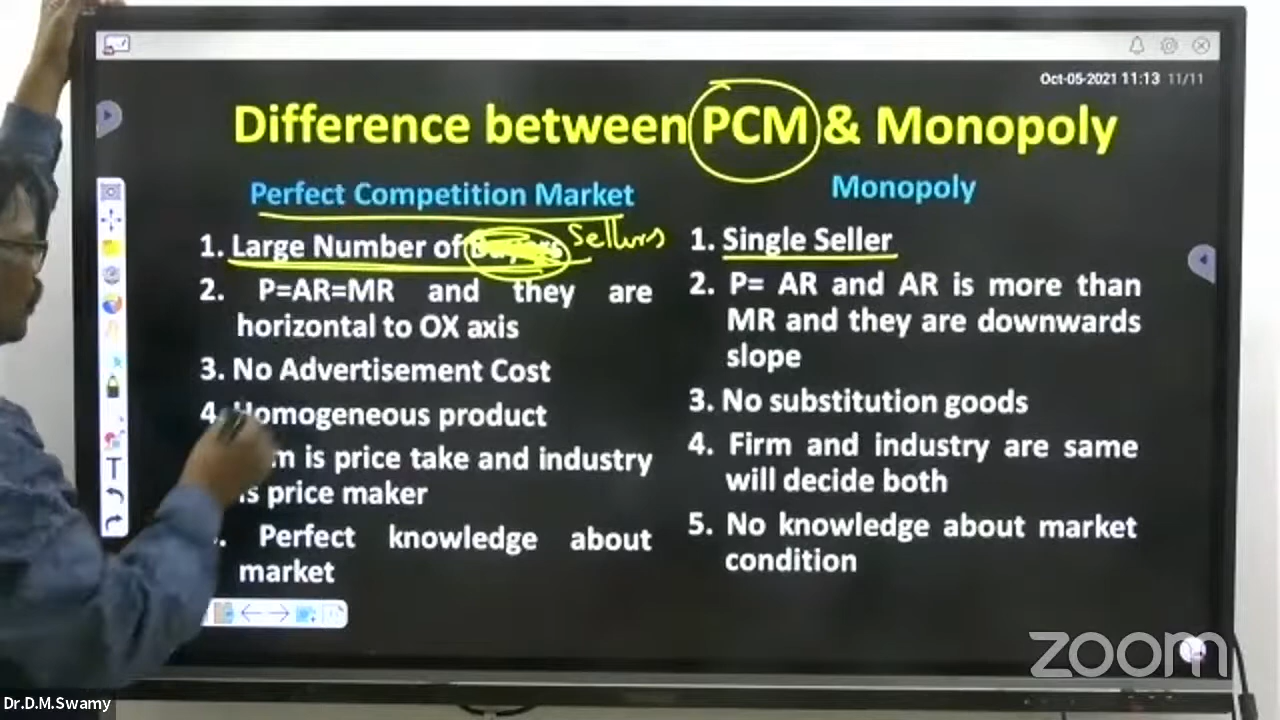 Oct-05-2021 11:13 11/11
Difference between PCM & Monopoly
Perfect Competition Market
1. Large Number of Buyers Sellers
2. P=AR=MR and they are
horizontal to OX axis
3. No Advertisement Cost
4. Homogeneous product
m is price take and industry
is price maker
. Perfect knowledge about
market
Monopoly
1. Single Seller
2. P= AR and AR is more than
MR and they are downwards
slope
3. No substitution goods
4. Firm and industry are same
will decide both
5. No knowledge about market
condition
zoom
Dr.D.M.Swamy